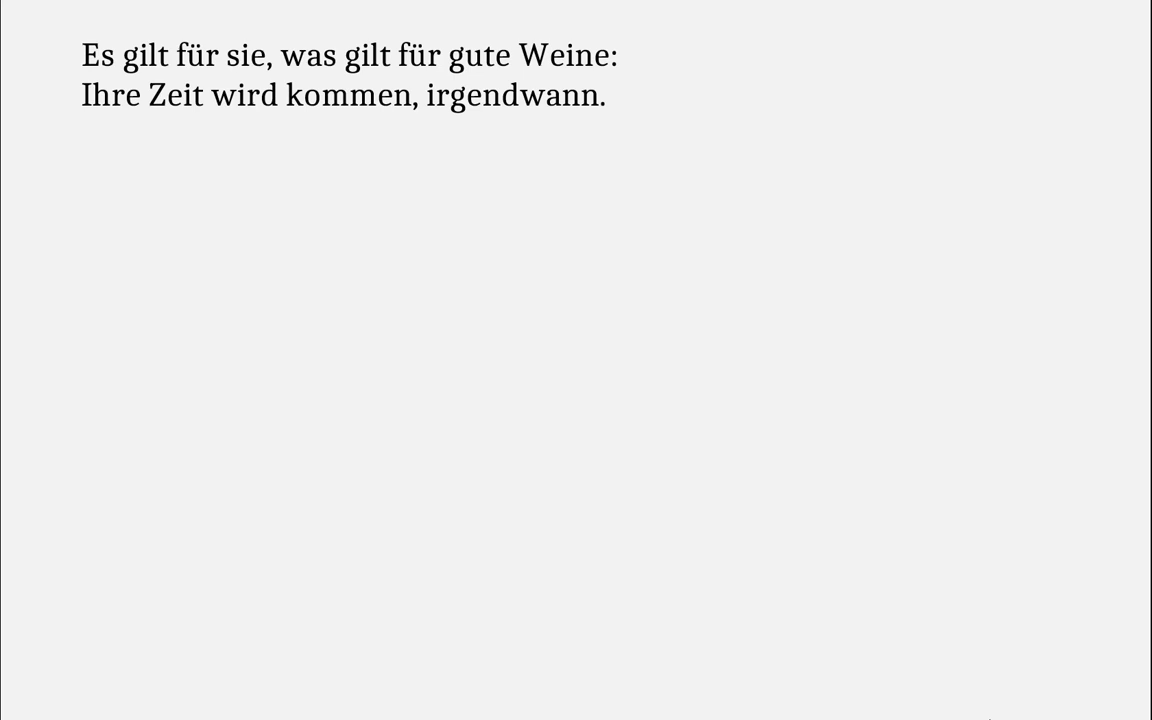 Es gilt für sie, was gilt für gute Weine:
Ihre Zeit wird kommen, irgendwann.